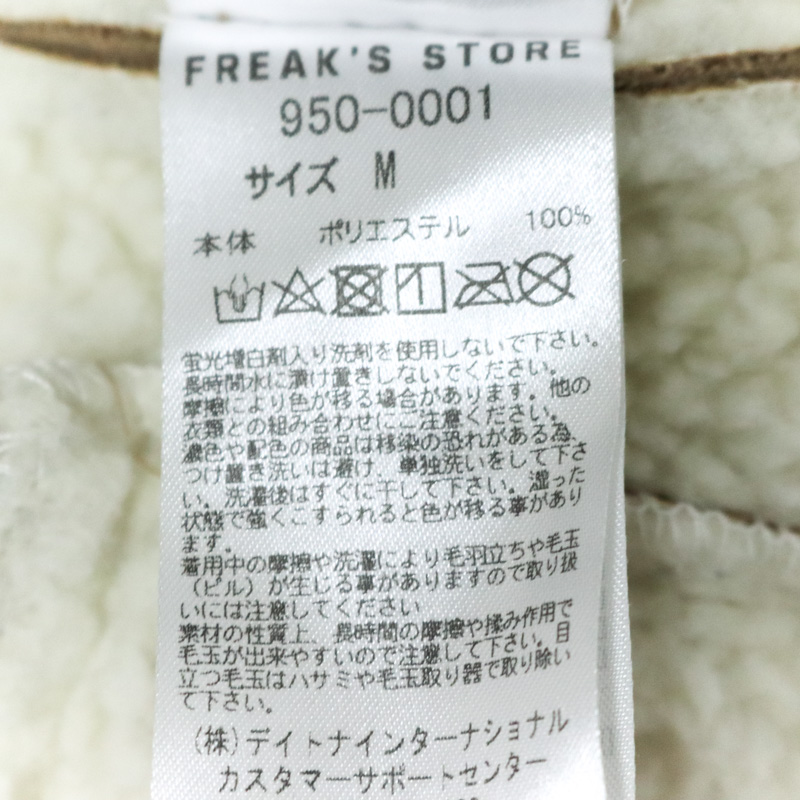 FREAK'S STORE
950-0001
サイズ M
本体 ポリエステル 100%
蛍光増白剤入り洗剤を使用しないで下さい。
長時間水に漬け置きしないでください。
摩擦により色が移る場合があります。他の
衣類との組み合わせにご注意ください。
濃色や配色の商品は移染の恐れがある為、
つけ置き洗いは避け、単独洗いをして下さ
い。洗濯後はすぐに干して下さい。湿った
状態で強くこすられると色が移る事があり
ます。
着用中の摩擦や洗濯により毛羽立ちや毛玉
（ピル）が生じる事がありますので取り扱
いには注意してください
素材の性質上、長時間の摩擦や揉み作用で
毛玉が出来やすいので注意して下さい。目
立つ毛玉はハサミや毛玉取り器で取り除い
て下さい。
(株)デイトナインターナショナル
カスタマーサポートセンター